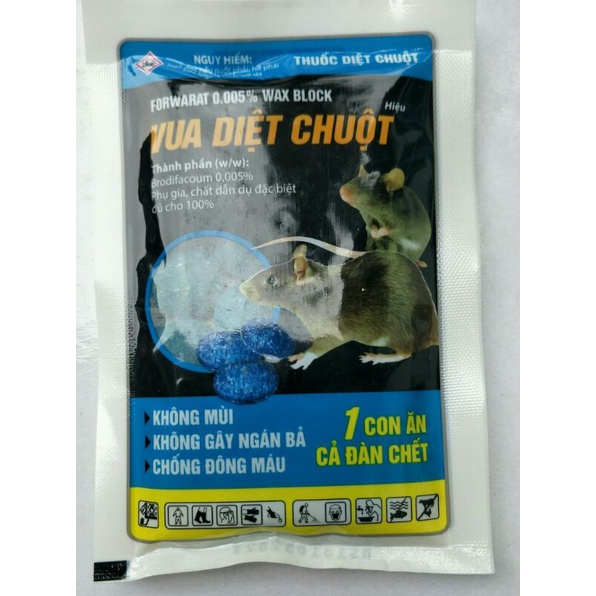 NGUY HIỂM:
THUỐC DIỆT CHUỘT
FORWARAT 0.005% WAX BLOCK
Hiệu
VUA DIỆT CHUỘT
Thành phần (w/w):
Brodifacoum 0,005%
Phụ gia, chất dẫn dụ đặc biệt
đủ cho 100%
KHÔNG MÙI
KHÔNG GÂY NGÁN BẢ
CHỐNG ĐÔNG MÁU
1 CON ĂN
CẢ ĐÀN CHẾT